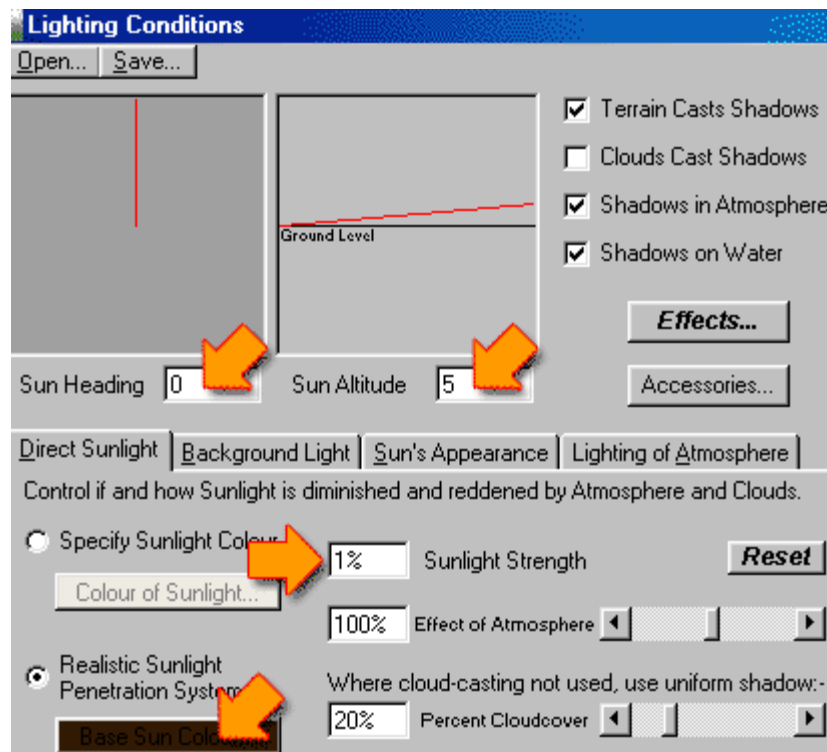 Lighting Conditions
Open... Save...
Terrain Casts Shadows
Clouds Cast Shadows
Shadows in Atmosphere
Shadows on Water
Ground Level
Effects...
Sun Heading 0 Sun Altitude 5
Accessories...
Direct Sunlight Background Light Sun's Appearance Lighting of Atmosphere
Control if and how Sunlight is diminished and reddened by Atmosphere and Clouds.
Specify Sunlight Colour
1% Sunlight Strength Reset
Colour of Sunlight...
100% Effect of Atmosphere
Realistic Sunlight
Penetration System
Where cloud-casting not used, use uniform shadow:-
Base Sun Colour
20% Percent Cloudcover